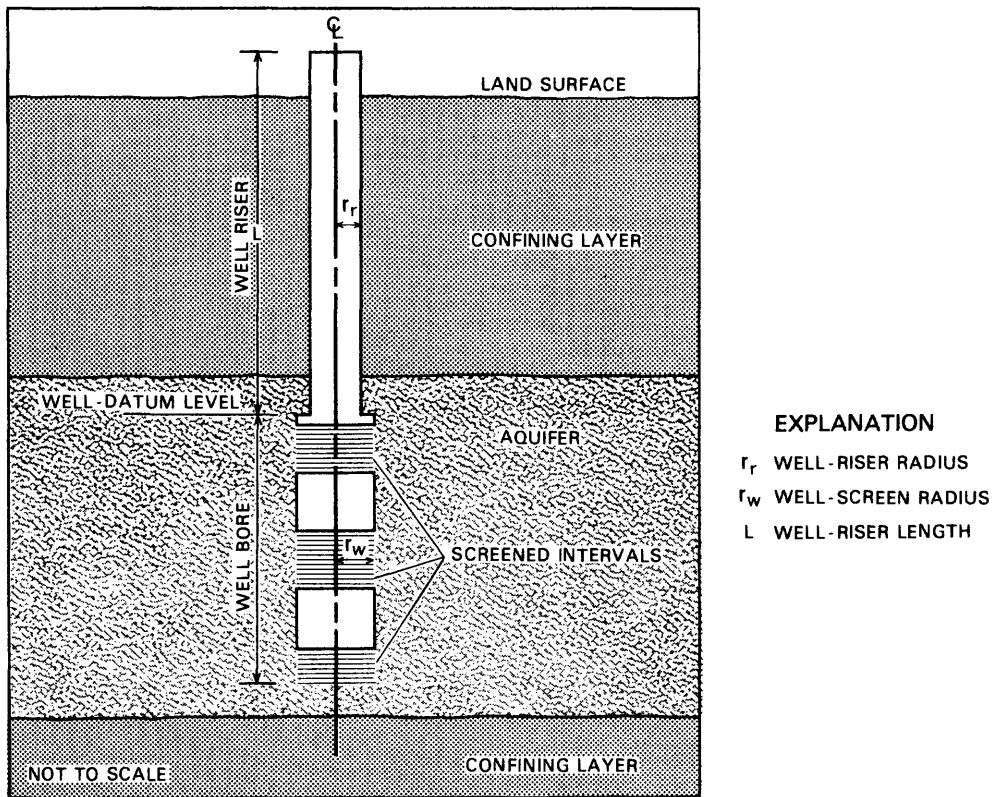 ℄
LAND SURFACE
WELL RISER
L
r_r
CONFINING LAYER
WELL-DATUM LEVEL
AQUIFER
WELL BORE
r_w
SCREENED INTERVALS
NOT TO SCALE
CONFINING LAYER
EXPLANATION
r_r WELL-RISER RADIUS
r_w WELL-SCREEN RADIUS
L WELL-RISER LENGTH